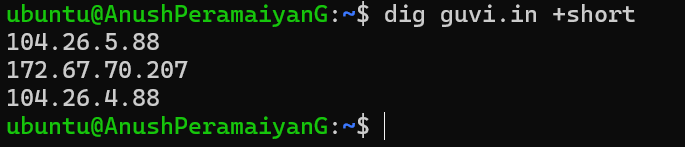 ubuntu@AnushPeramaiyanG:~$ dig guvi.in +short
104.26.5.88
172.67.70.207
104.26.4.88
ubuntu@AnushPeramaiyanG:~$